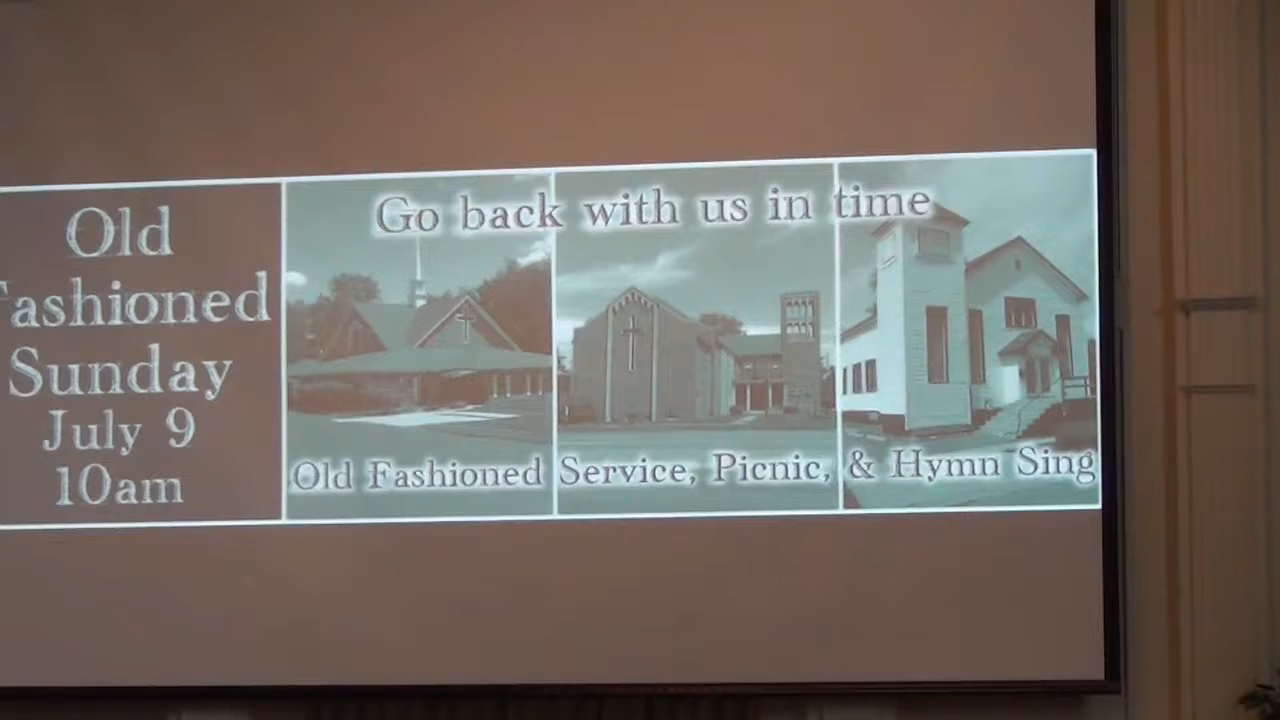 Old
Fashioned
Sunday
July 9
10am
Go back with us in time
Old Fashioned Service, Picnic, & Hymn Sing